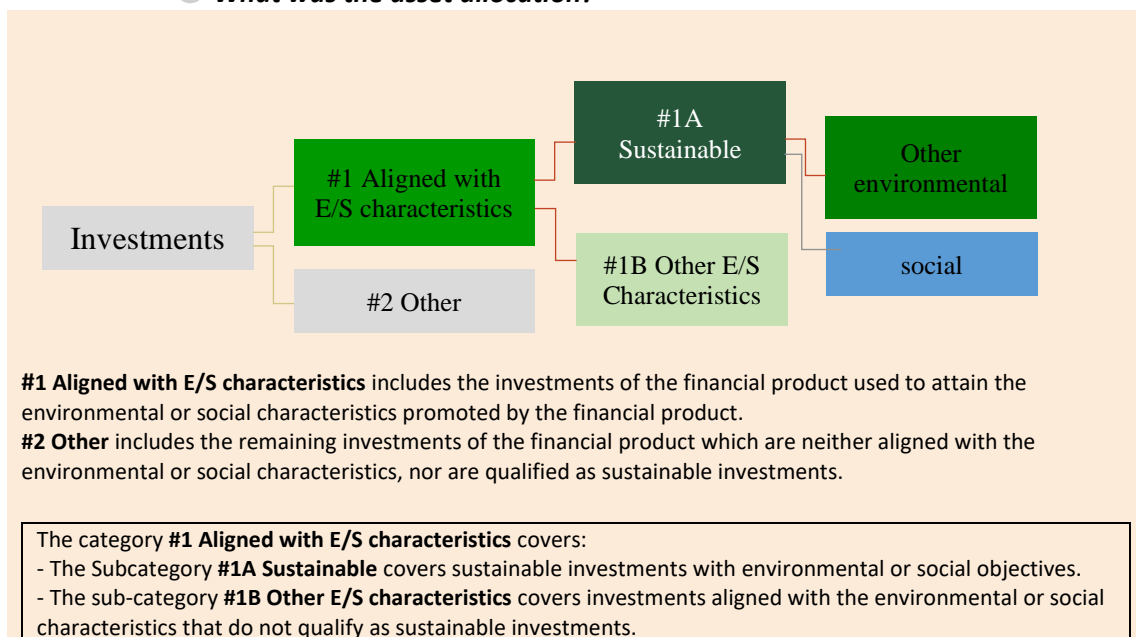 What was the asset allocation?
#1A
Sustainable
Other
environmental
#1 Aligned with
E/S characteristics
Investments
#1B Other E/S
Characteristics
social
#2 Other
#1 Aligned with E/S characteristics includes the investments of the financial product used to attain the
environmental or social characteristics promoted by the financial product.
#2 Other includes the remaining investments of the financial product which are neither aligned with the
environmental or social characteristics, nor are qualified as sustainable investments.
The category #1 Aligned with E/S characteristics covers:
- The Subcategory #1A Sustainable covers sustainable investments with environmental or social objectives.
- The sub-category #1B Other E/S characteristics covers investments aligned with the environmental or social
characteristics that do not qualify as sustainable investments.